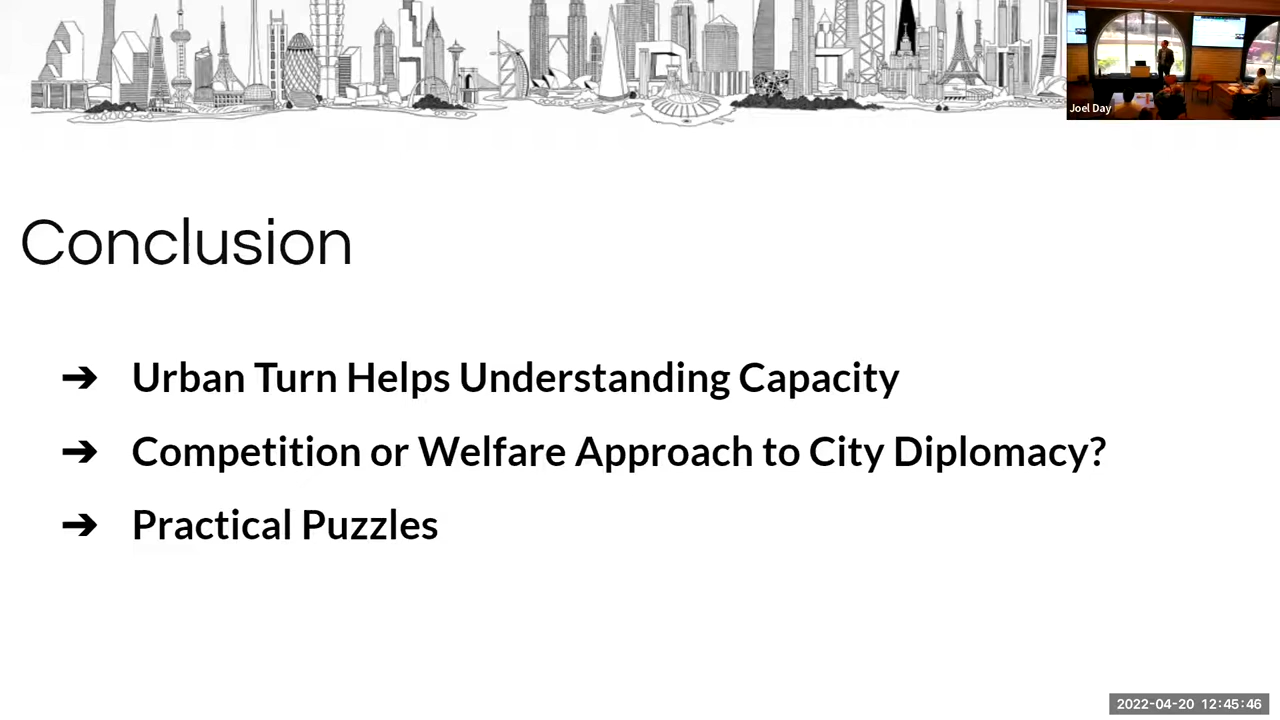 Joel Day
Conclusion
➔ Urban Turn Helps Understanding Capacity
➔ Competition or Welfare Approach to City Diplomacy?
➔ Practical Puzzles
2022-04-20 12:45:46